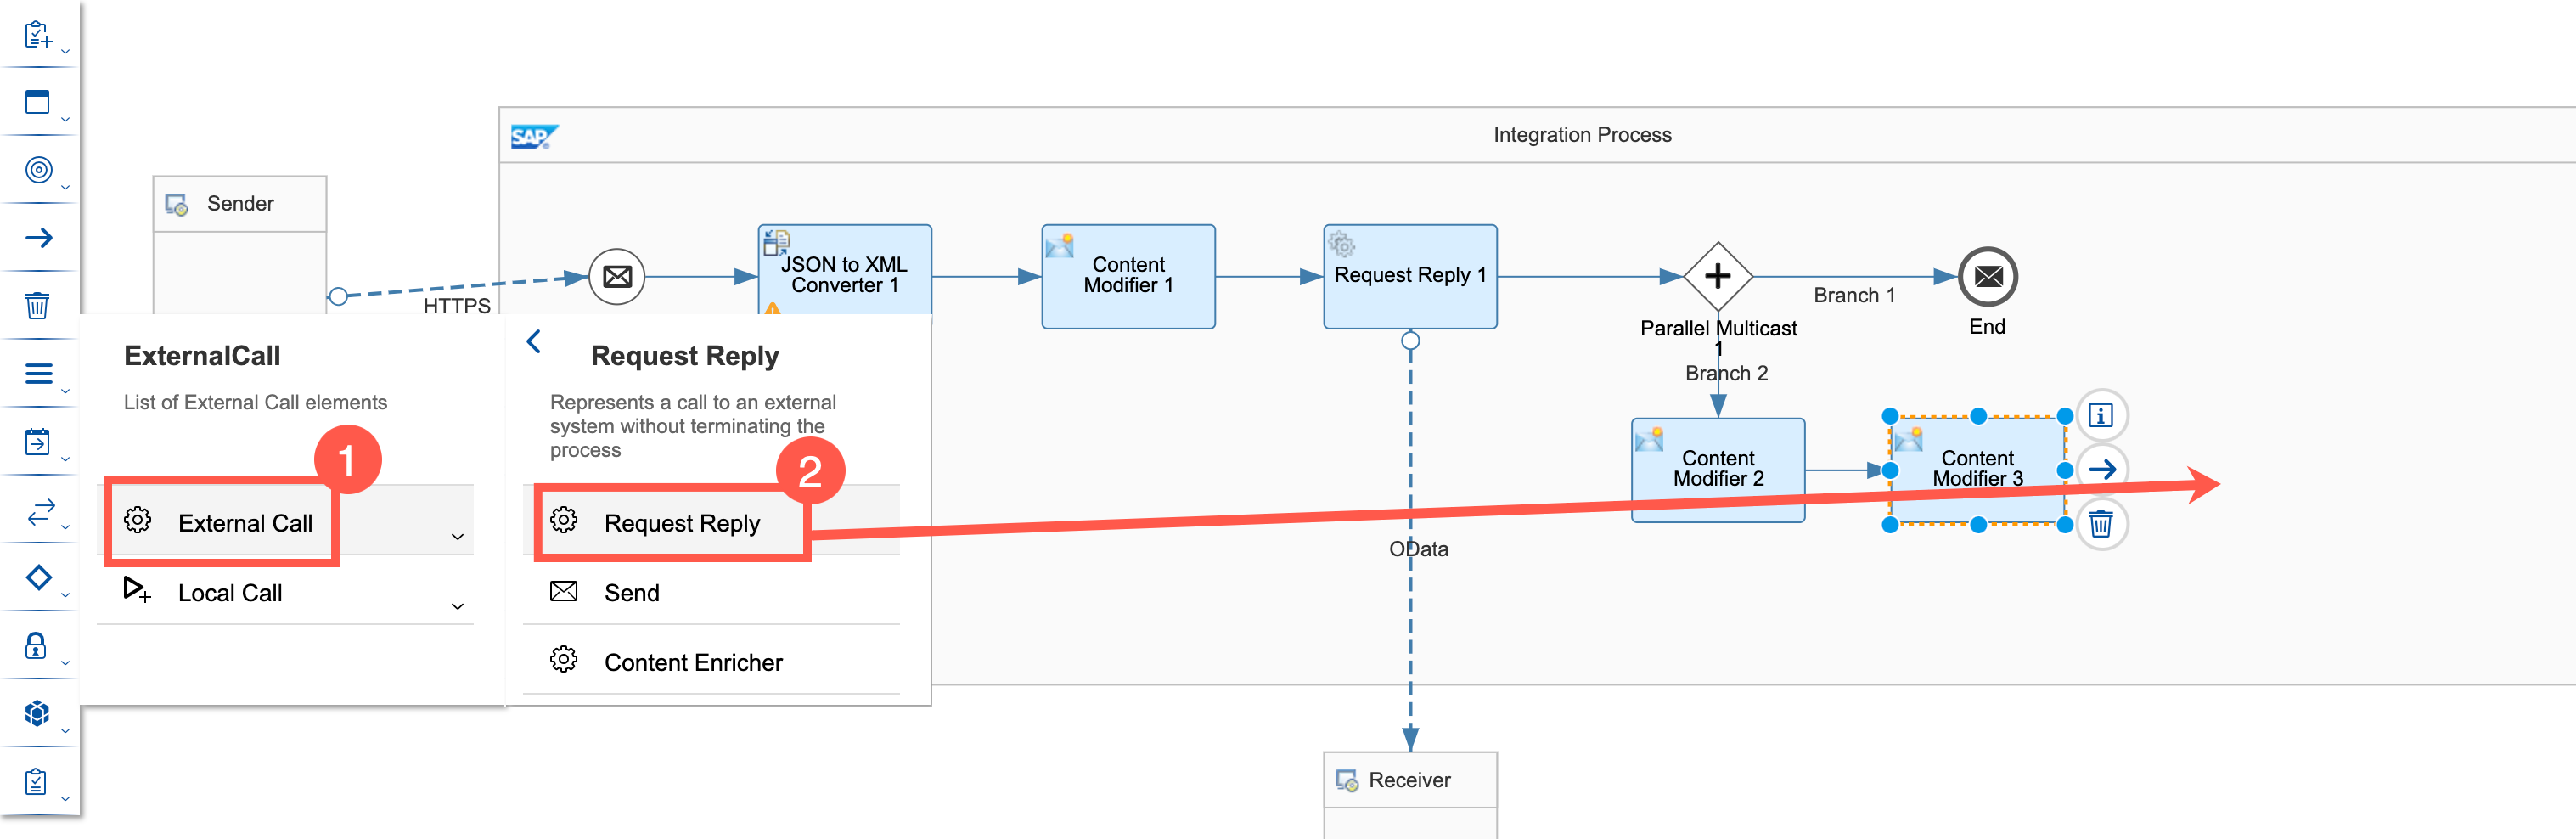 SAP
Integration Process
Sender
HTTPS
JSON to XML
Converter 1
Content
Modifier 1
Request Reply 1
Branch 1
Parallel Multicast
1
End
Branch 2
ExternalCall
List of External Call elements
1
External Call
Local Call
Request Reply
Represents a call to an external
system without terminating the
process
2
Request Reply
Send
Content Enricher
Content
Modifier 2
Content
Modifier 3
OData
Receiver